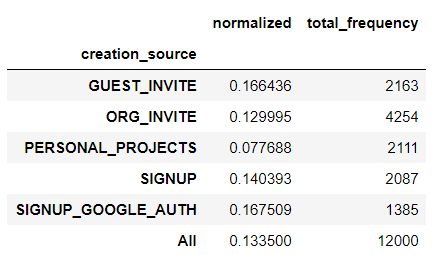 normalized total_frequency
creation_source
GUEST_INVITE 0.166436 2163
ORG_INVITE 0.129995 4254
PERSONAL_PROJECTS 0.077688 2111
SIGNUP 0.140393 2087
SIGNUP_GOOGLE_AUTH 0.167509 1385
All 0.133500 12000